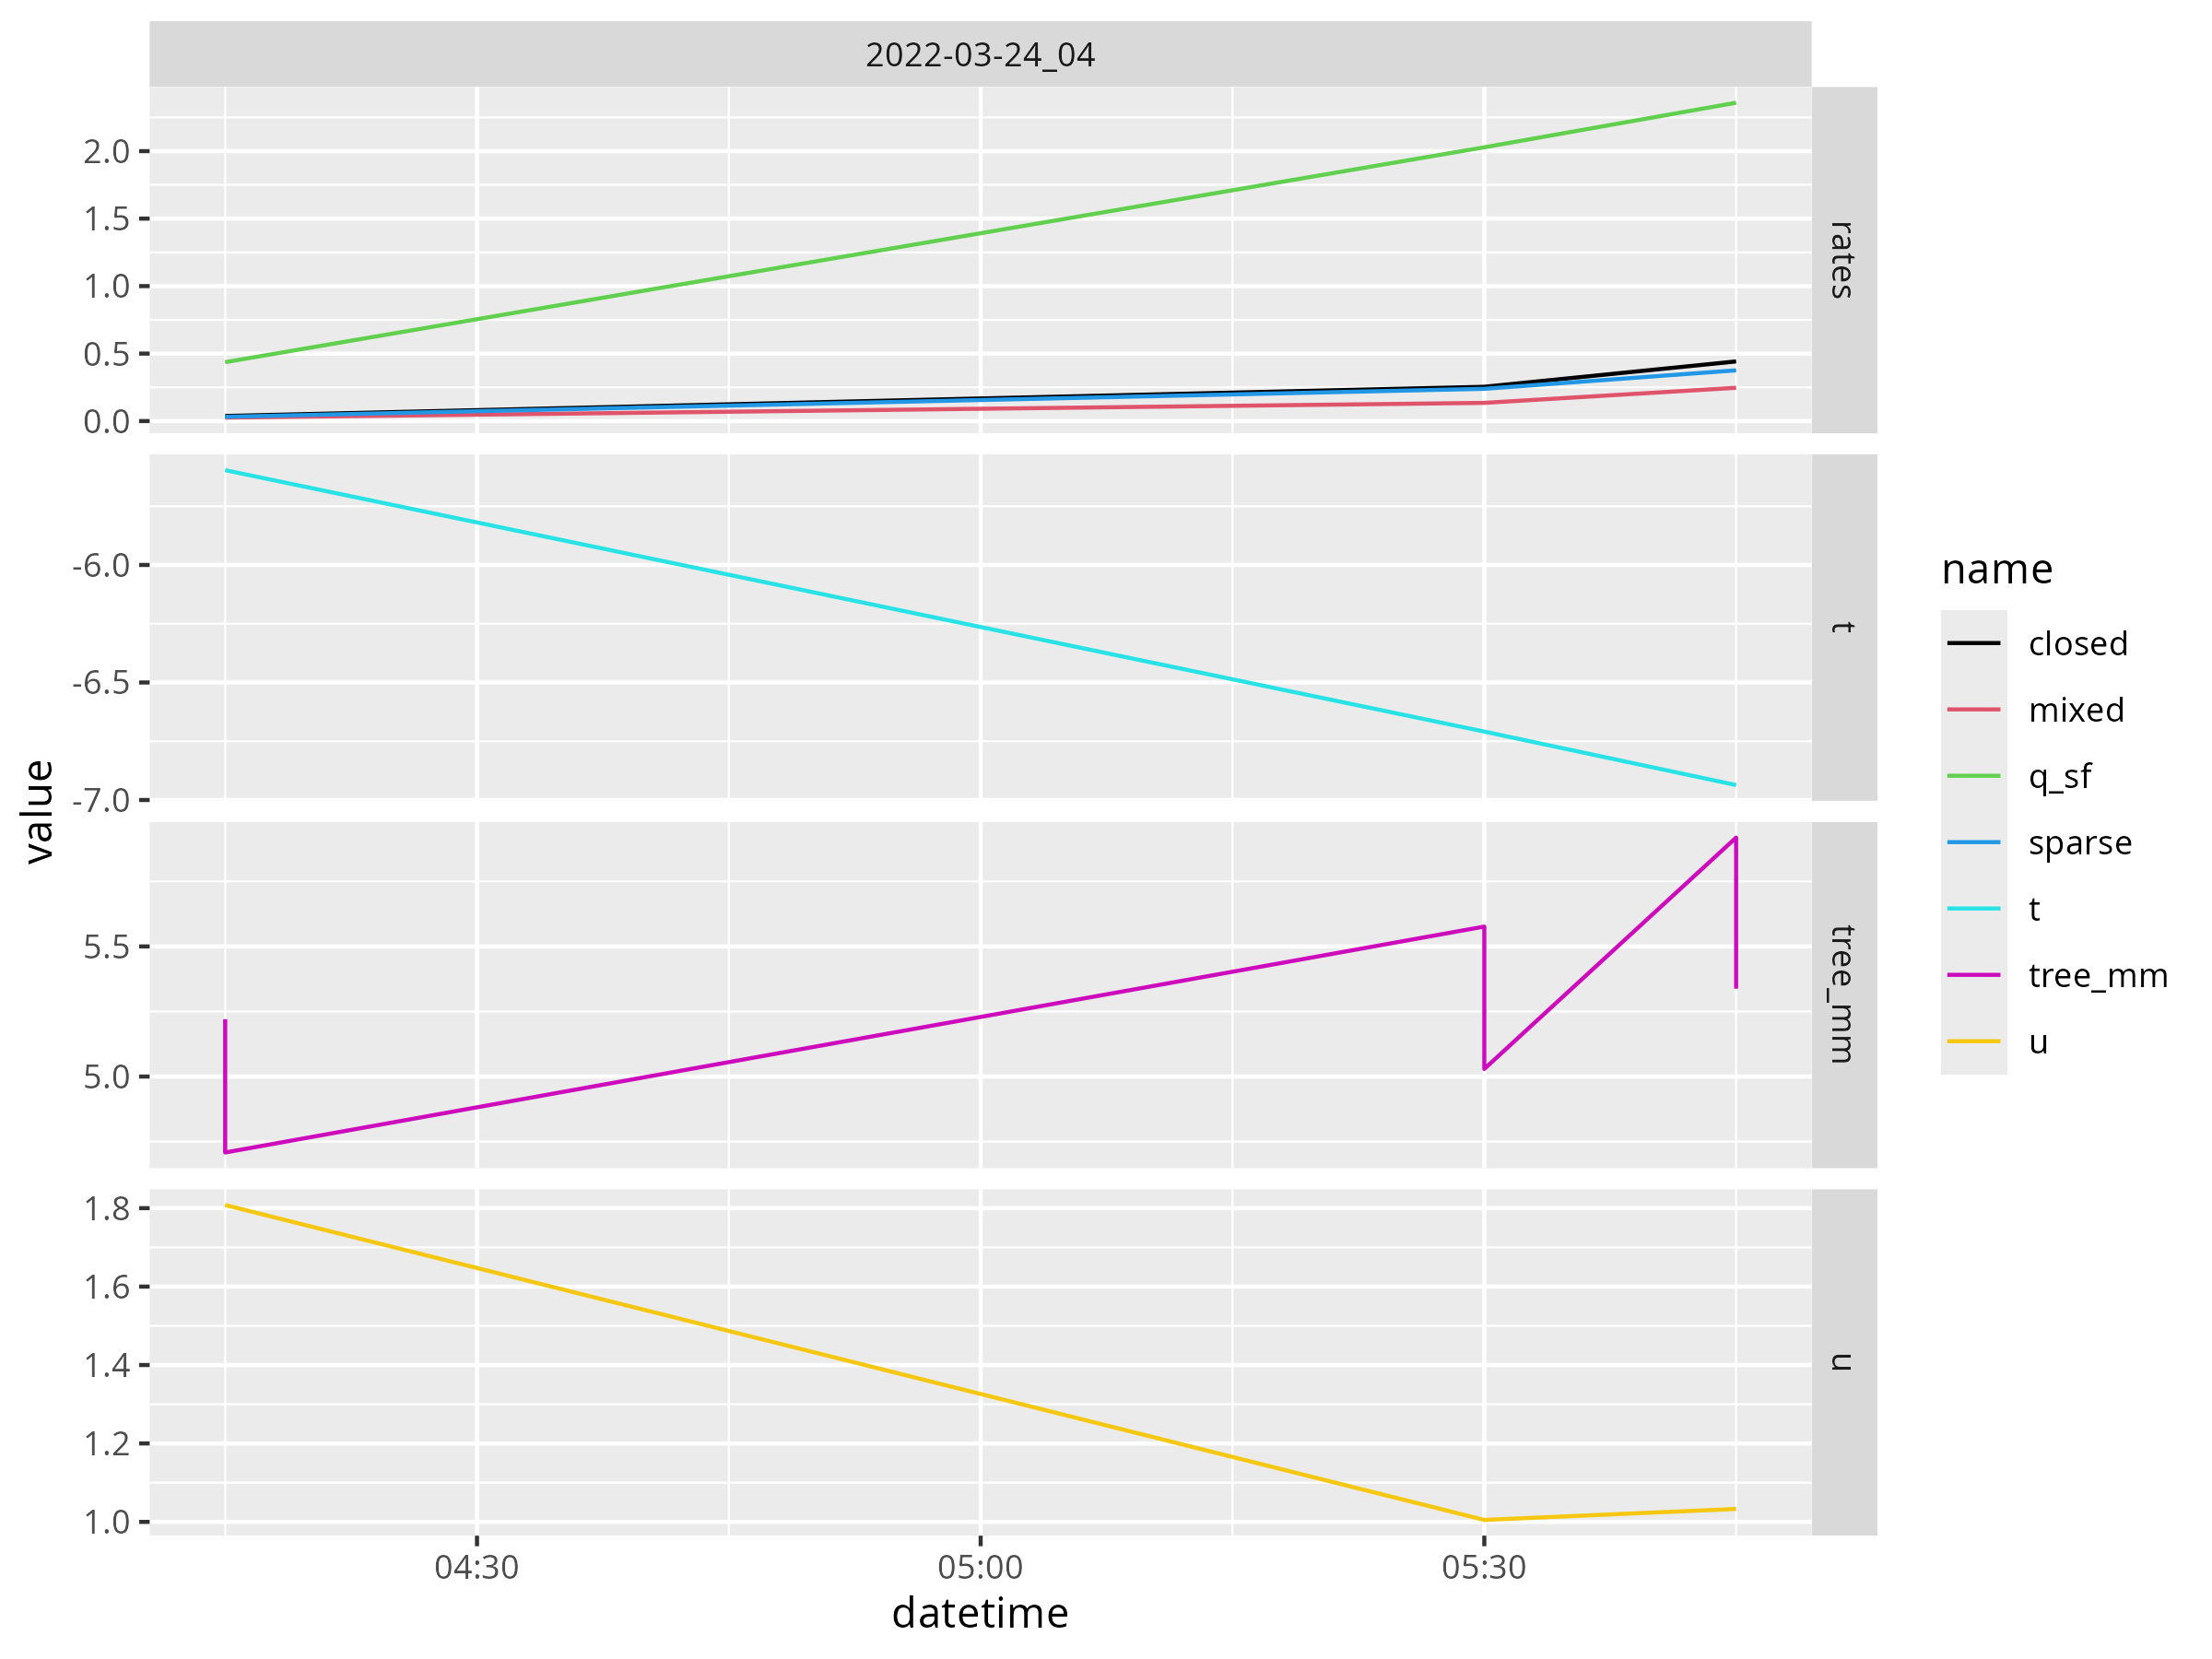 2022-03-24_04
2.0
1.5
1.0
0.5
0.0
rates
-6.0
-6.5
-7.0
t
5.5
5.0
tree_mm
1.8
1.6
1.4
1.2
1.0
u
04:30 05:00 05:30
datetime
value
name
closed
mixed
q_sf
sparse
t
tree_mm
u